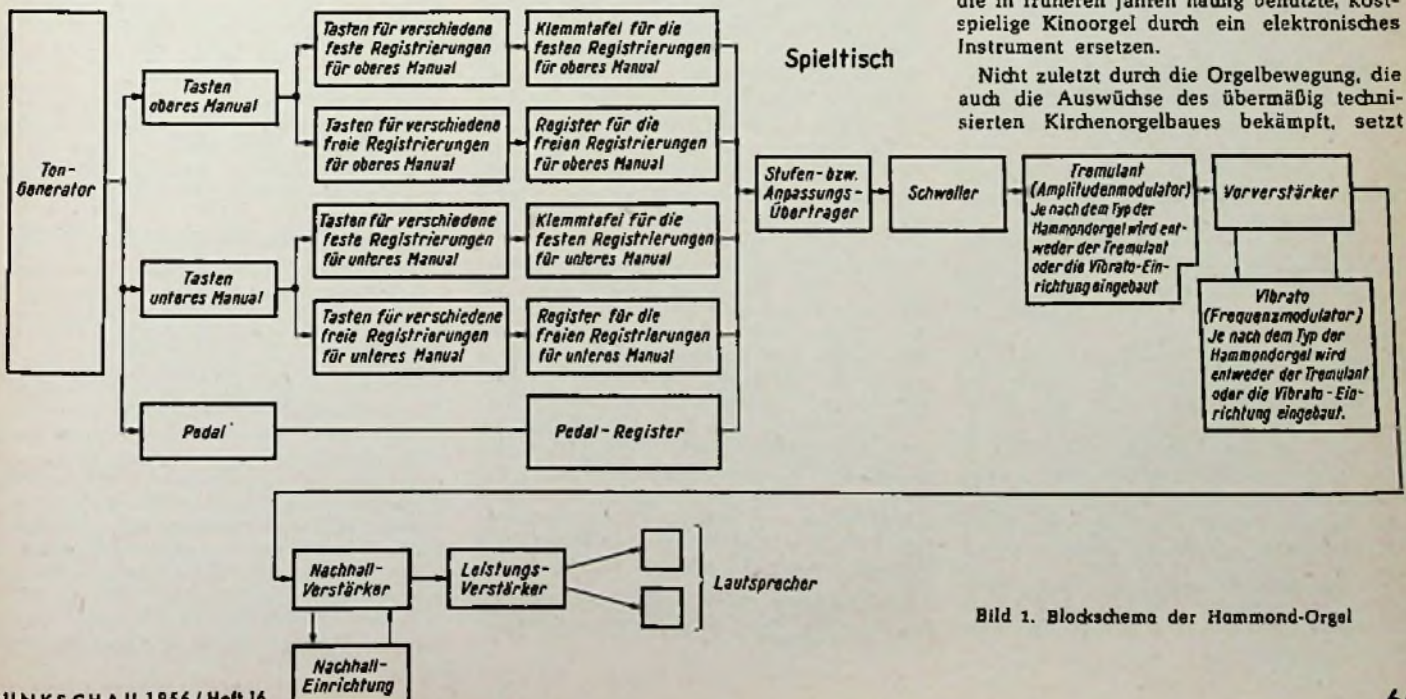 spielige Kinoorgel durch ein elektronisches
Instrument ersetzen.
Nicht zuletzt durch die Orgelbewegung, die
auch die Auswüchse des übermäßig techni-
sierten Kirchenorgelbaues bekämpft, setzt
Spieltisch
Ton-
Generator
Tasten
oberes Manual
Tasten für verschiedene
feste Registrierungen
für oberes Manual
Klemmtafel für die
festen Registrierungen
für oberes Manual
Tasten für verschiedene
freie Registrierungen
für oberes Manual
Register für die
freien Registrierungen
für oberes Manual
Tasten
unteres Manual
Tasten für verschiedene
feste Registrierungen
für unteres Manual
Klemmtafel für die
festen Registrierungen
für unteres Manual
Tasten für verschiedene
freie Registrierungen
für unteres Manual
Register für die
freien Registrierungen
für unteres Manual
Pedal
Pedal-Register
Stufen- bzw.
Anpassungs-
Übertrager
Schweller
Tremulant
(Amplitudenmodulator)
Je nach dem Typ der
Hammondorgel wird ent-
weder der Tremulant
oder die Vibrato-Ein-
richtung eingebaut
Vorverstärker
Vibrato
(Frequenzmodulator)
Je nach dem Typ der
Hammondorgel wird
entweder der Tremulant
oder die Vibrato-Ein-
richtung eingebaut.
Nachhall-
Verstärker
Leistungs-
Verstärker
Lautsprecher
Nachhall-
Einrichtung
Bild 1. Blockschema der Hammond-Orgel
1956 / Heft 16